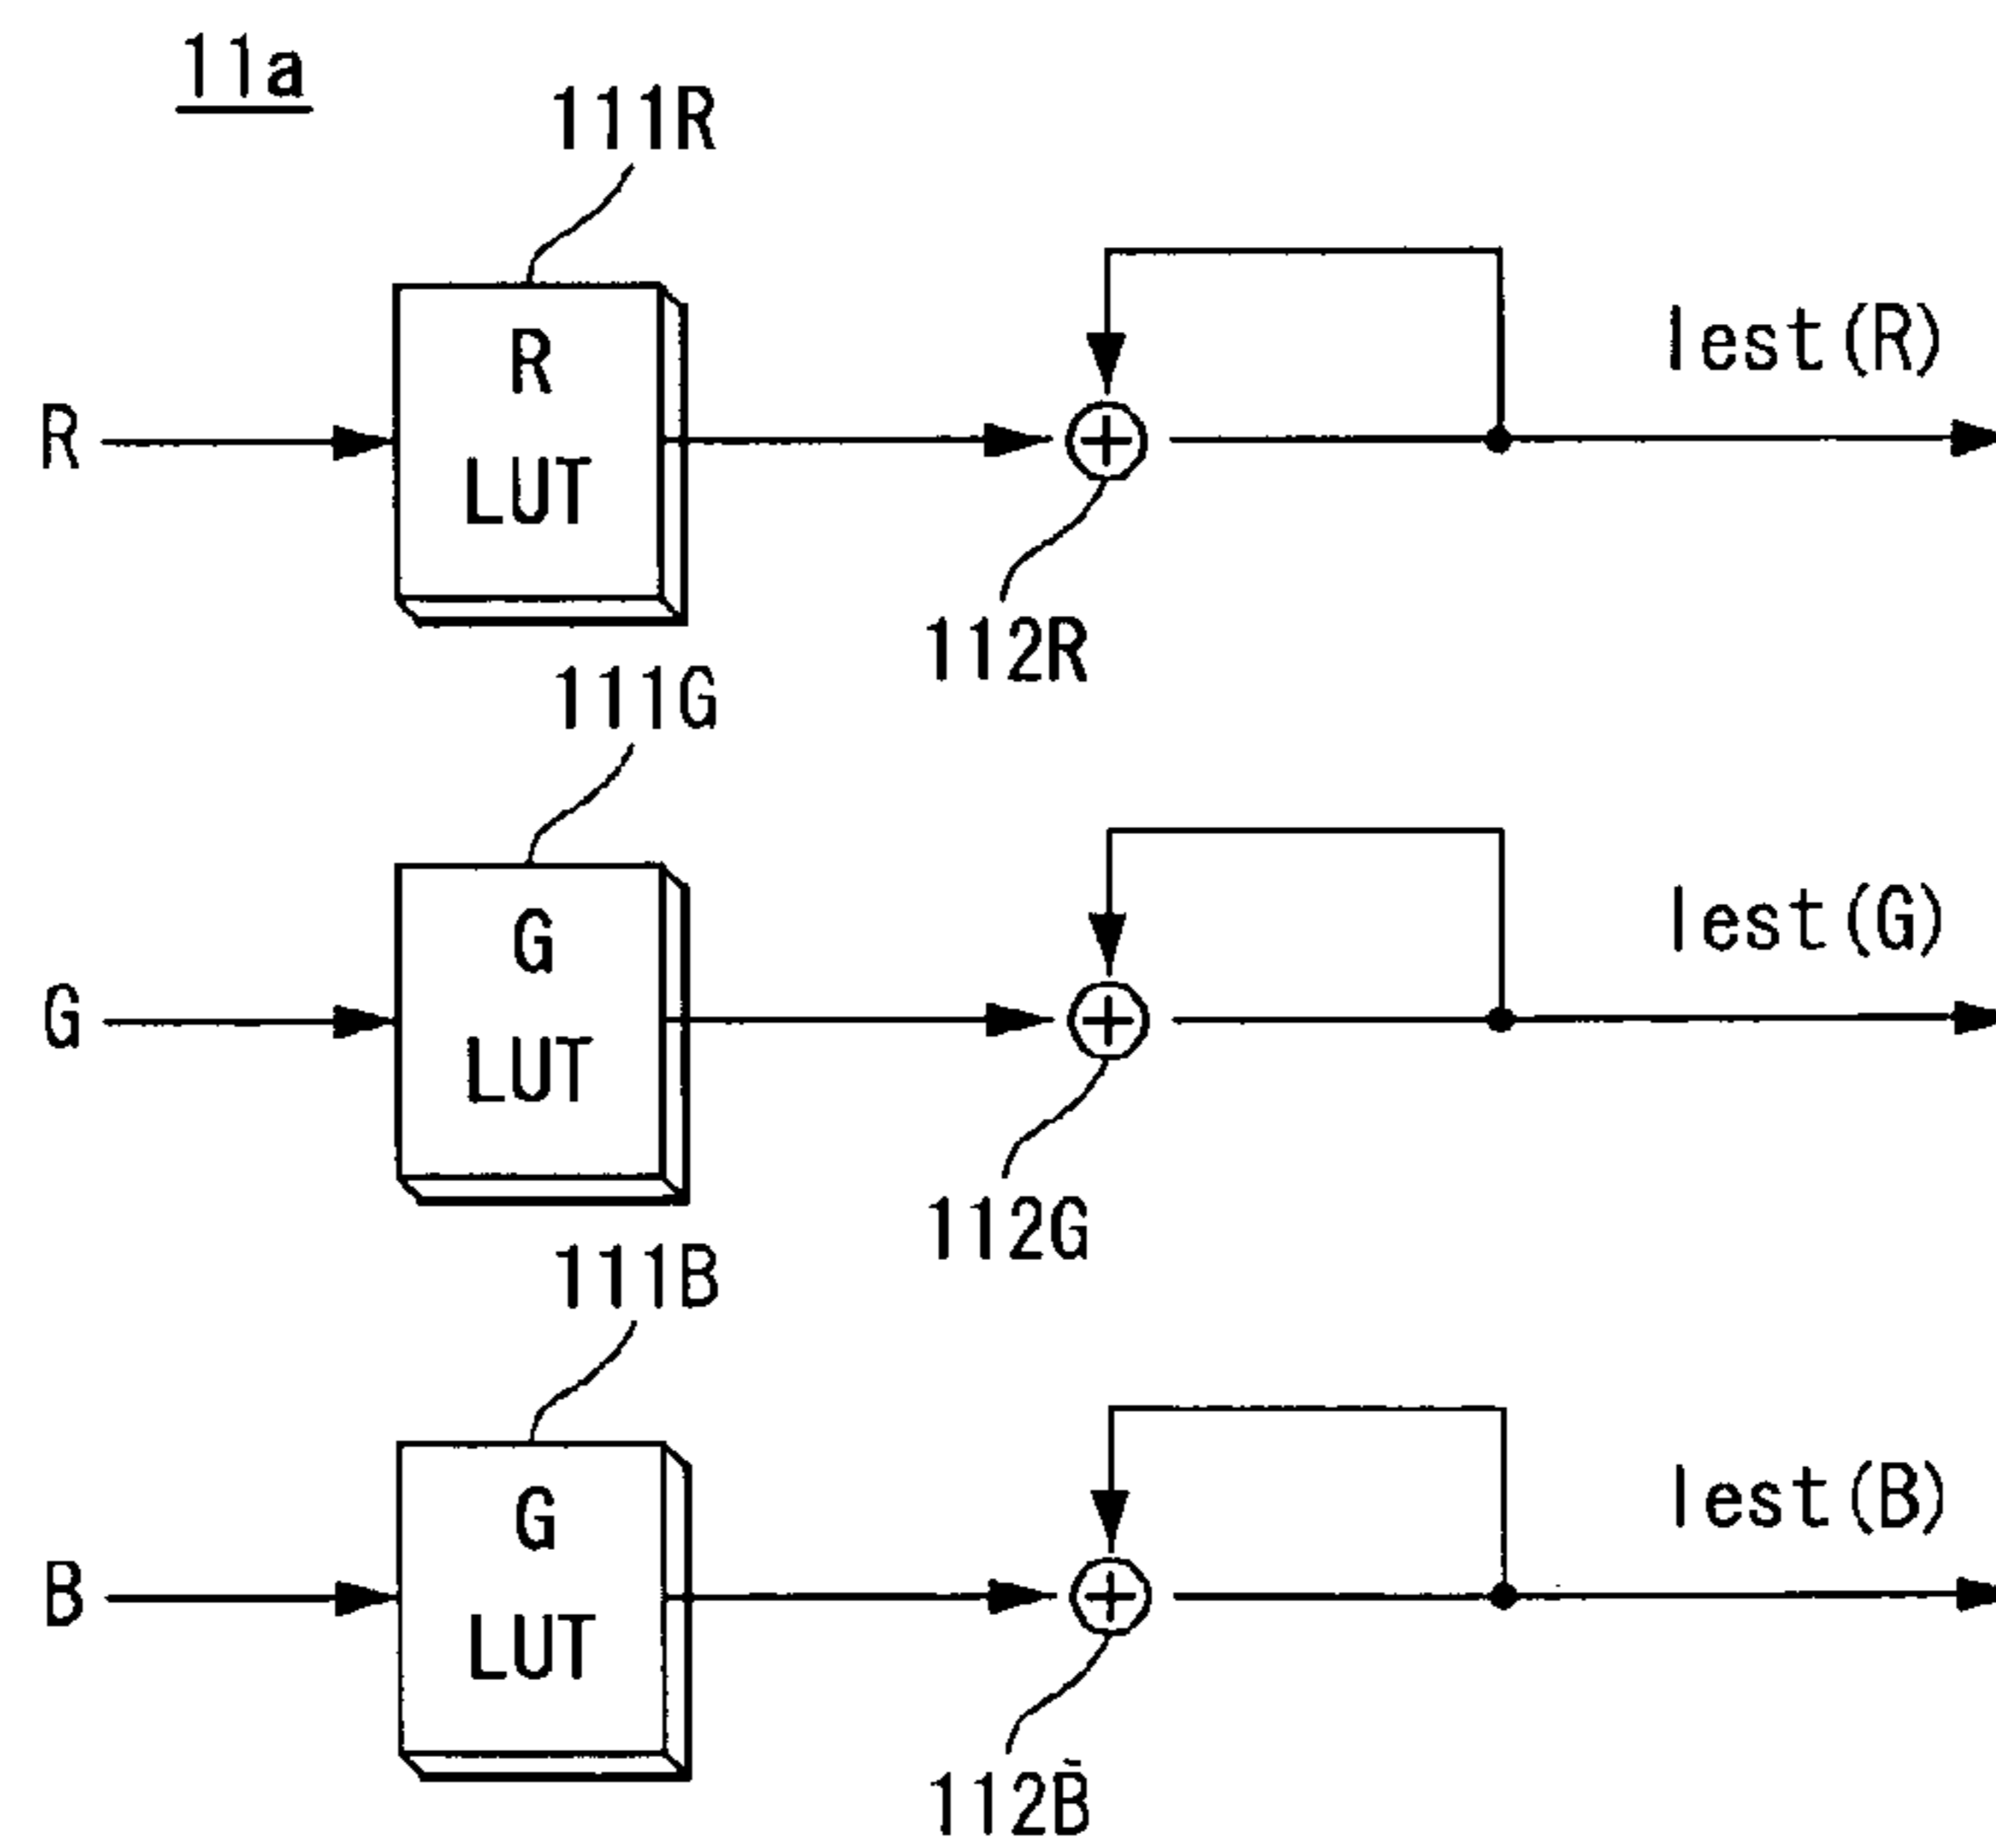 11a
111R
R
LUT
R
Iest(R)
112R
111G
G
LUT
G
Iest(G)
112G
111B
G
LUT
B
Iest(B)
112B